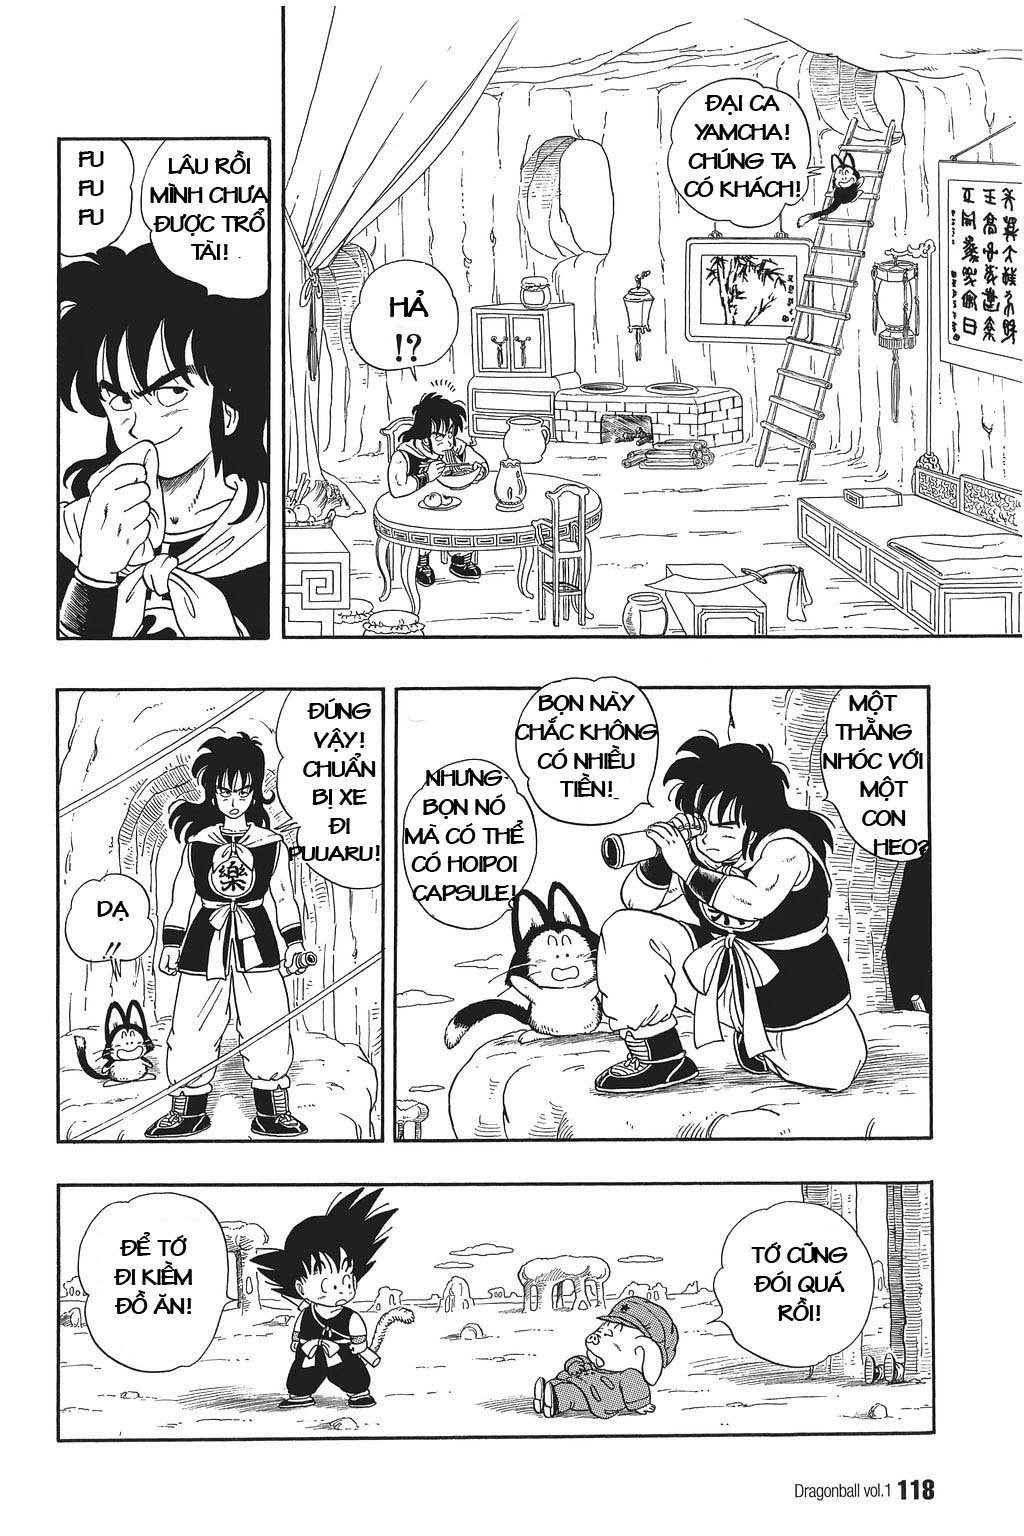 ĐẠI CA
YAMCHA!
CHÚNG TA
CÓ KHÁCH!
HẢ
!?
LÂU RỒI
MÌNH CHƯA
ĐƯỢC TRỔ
TÀI!
FU
FU
FU
MỘT
THẰNG
NHÓC VỚI
MỘT
CON
HEO?
BỌN NÀY
CHẮC KHÔNG
CÓ NHIỀU
TIỀN!
NHƯNG
BỌN NÓ
MÀ CÓ THỂ
CÓ HOIPOI
CAPSULE!
ĐÚNG
VẬY!
CHUẨN
BỊ XE
ĐI
PUUARU!
樂
DẠ
!!
TỚ CŨNG
ĐÓI QUÁ
RỒI!
ĐỂ TỚ
ĐI KIỀM
ĐỒ ĂN!
Dragonball vol.1 118